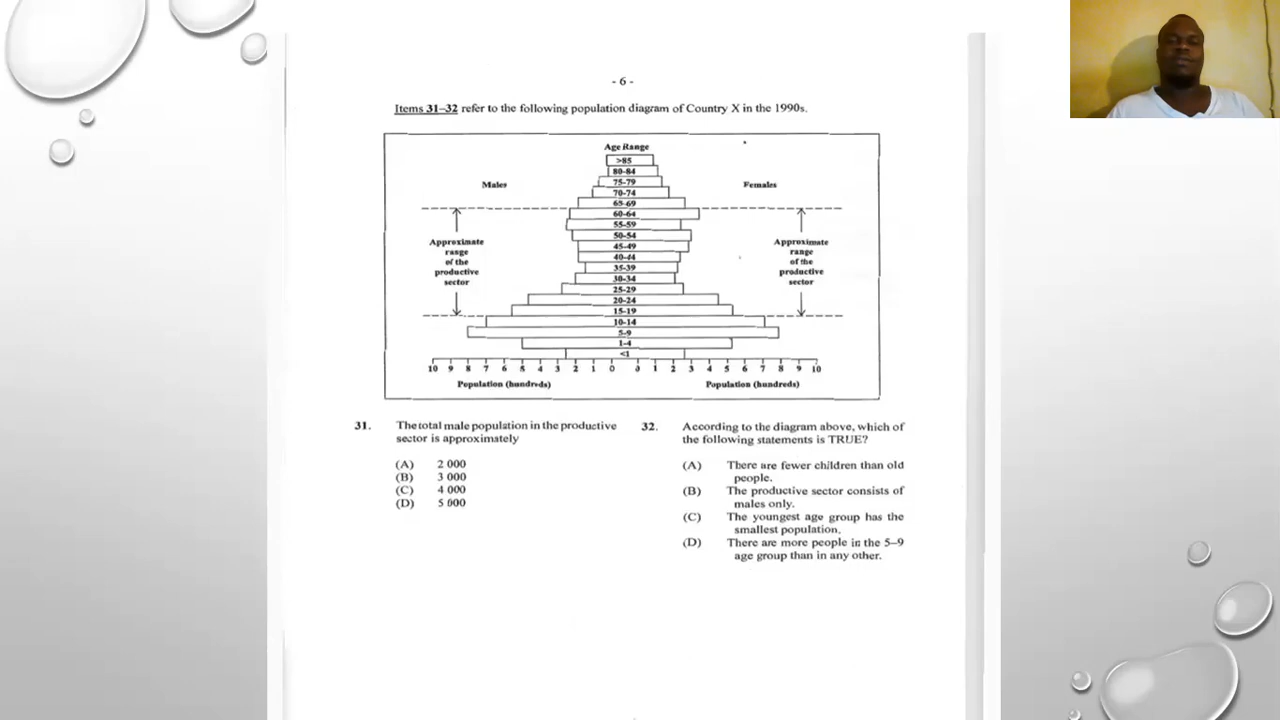 - 6 -
Items 31–32 refer to the following population diagram of Country X in the 1990s.
Age Range
>85
80-84
Males
75-79
Females
70-74
65-69
60-64
55-59
50-54
45-49
40-44
35-39
30-34
25-29
20-24
15-19
10-14
5-9
1-4
<1
Approximate
range
of the
productive
sector
Approximate
range
of the
productive
sector
10 9 8 7 6 5 4 3 2 1 0 0 1 2 3 4 5 6 7 8 9 10
Population (hundreds)
Population (hundreds)
31. The total male population in the productive
sector is approximately
(A) 2 000
(B) 3 000
(C) 4 000
(D) 5 000
32. According to the diagram above, which of
the following statements is TRUE?
(A) There are fewer children than old
people.
(B) The productive sector consists of
males only.
(C) The youngest age group has the
smallest population.
(D) There are more people in the 5–9
age group than in any other.